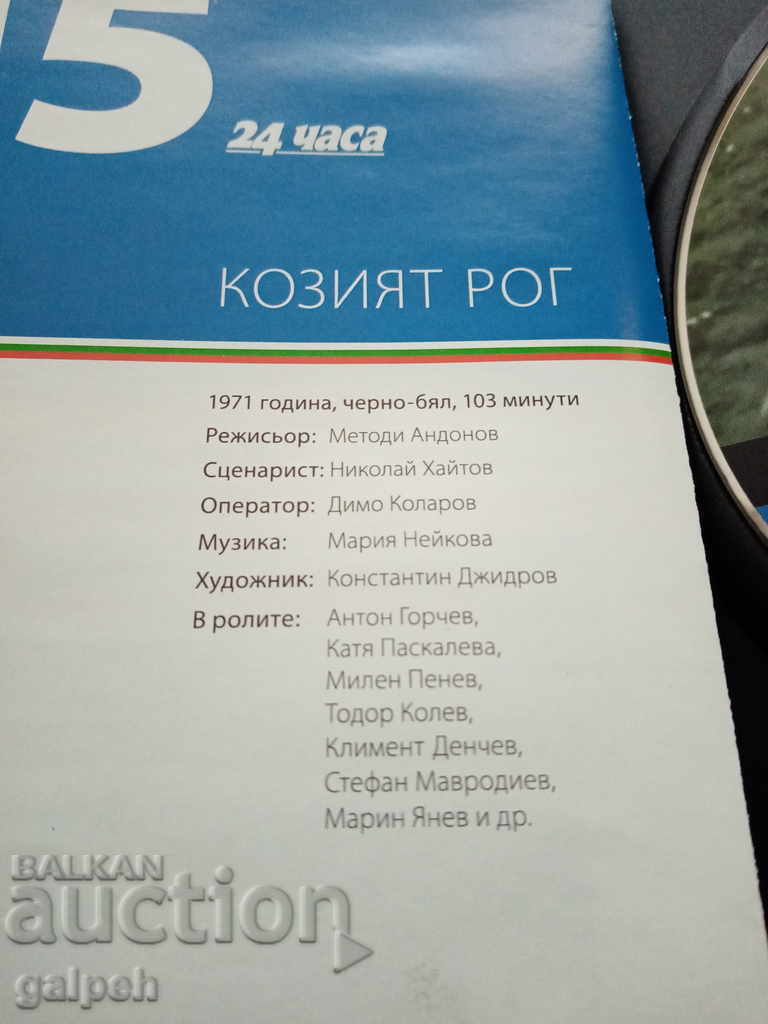 15
24 часа
КОЗИЯТ РОГ
1971 година, черно-бял, 103 минути
Режисьор: Методи Андонов
Сценарист: Николай Хайтов
Оператор: Димо Коларов
Музика: Мария Нейкова
Художник: Константин Джидров
В ролите: Антон Горчев,
Катя Паскалева,
Милен Пенев,
Тодор Колев,
Климент Денчев,
Стефан Мавродиев,
Марин Янев и др.
BALKAN
auction
galpeh